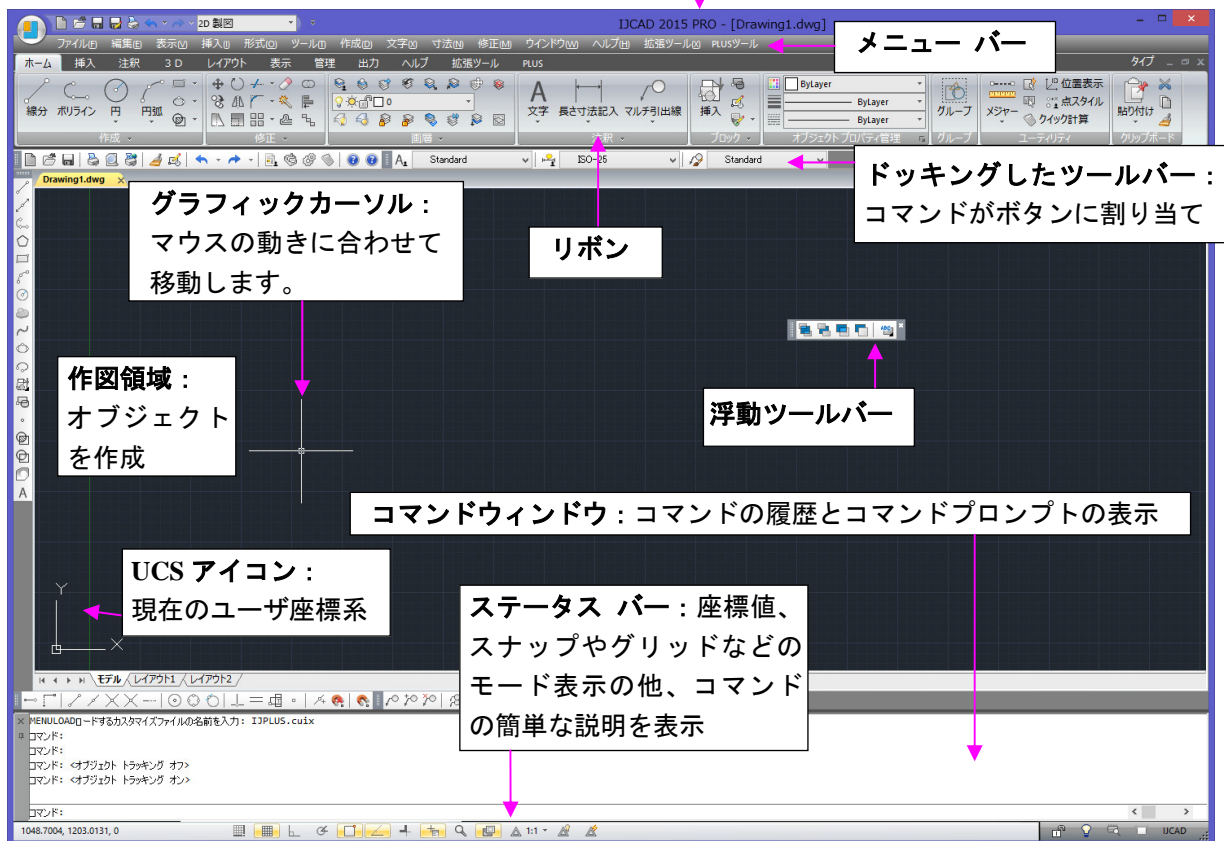 2D 製図
IJCAD 2015 PRO - [Drawing1.dwg]
ファイル(F) 編集(E) 表示(V) 挿入(I) 形式(O) ツール(T) 作成(D) 文字(X) 寸法(N) 修正(M) ウインドウ(W) ヘルプ(H) 拡張ツール(X) PLUSツール
メニュー バー
ホーム 挿入 注釈 3D レイアウト 表示 管理 出力 ヘルプ 拡張ツール PLUS
タイプ
線分 ポリライン 円 円弧
0
文字 長さ寸法記入 マルチ引出線
挿入
ByLayer
ByLayer
ByLayer
グループ
メジャー
位置表示
点スタイル
クイック計算
貼り付け
作成 修正 画層 注釈 ブロック オブジェクトプロパティ管理 グループ ユーティリティ クリップボード
Standard ISO-25 Standard
Drawing1.dwg
ドッキングしたツールバー:
コマンドがボタンに割り当て
グラフィックカーソル:
マウスの動きに合わせて
移動します。
リボン
作図領域:
オブジェクト
を作成
浮動ツールバー
コマンドウィンドウ:コマンドの履歴とコマンドプロンプトの表示
UCS アイコン:
現在のユーザ座標系
Y
X
ステータス バー:座標値、
スナップやグリッドなどの
モード表示の他、コマンド
の簡単な説明を表示
モデル レイアウト1 レイアウト2
MENULOADロードするカスタマイズファイルの名前を入力: IJPLUS.cuix
コマンド:
コマンド:
コマンド: <オブジェクト トラッキング オフ>
コマンド: <オブジェクト トラッキング オン>
コマンド:
1048.7004, 1203.0131, 0
1:1
IJCAD